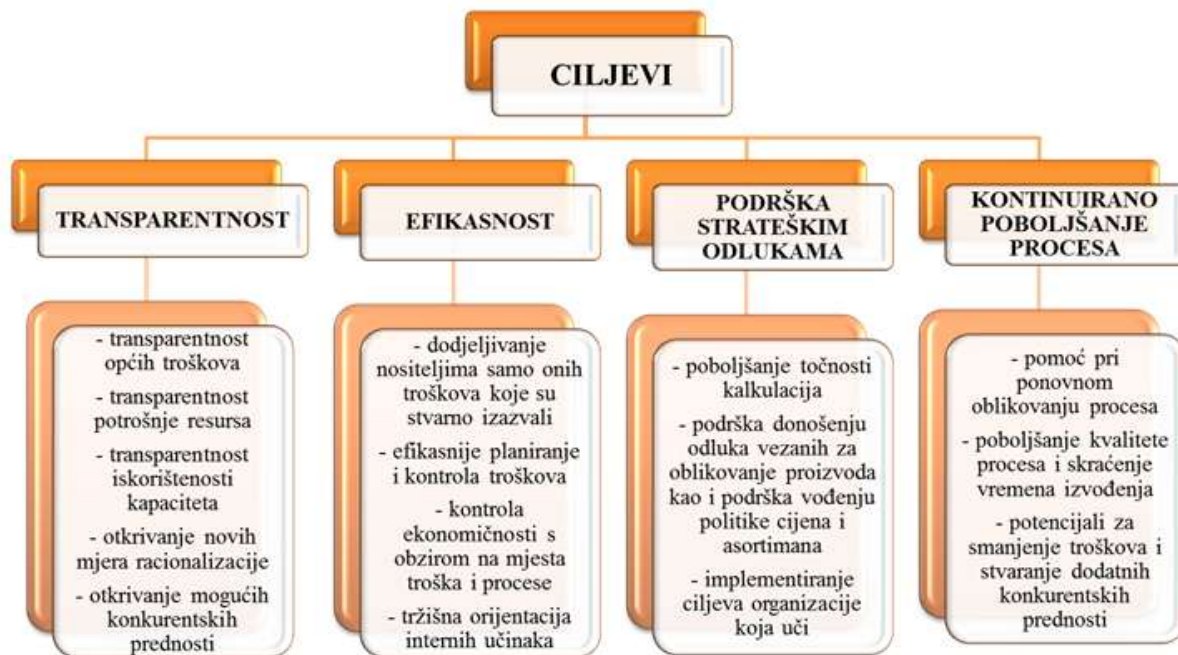 CILJEVI
TRANSPARENTNOST
- transparentnost
općih troškova
- transparentnost
potrošnje resursa
- transparentnost
iskorištenosti
kapaciteta
- otkrivanje novih
mjera racionalizacije
- otkrivanje mogućih
konkurentskih
prednosti
EFIKASNOST
- dodjeljivanje
nositeljima samo onih
troškova koje su
stvarno izazvali
- efikasnije planiranje
i kontrola troškova
- kontrola
ekonomičnosti s
obzirom na mjesta
troška i procese
- tržišna orijentacija
internih učinaka
PODRŠKA
STRATEŠKIM
ODLUKAMA
- poboljšanje točnosti
kalkulacija
- podrška donošenju
odluka vezanih za
oblikovanje proizvoda
kao i podrška vođenju
politike cijena i
asortimana
- implementiranje
ciljeva organizacije
koja uči
KONTINUIRANO
POBOLJŠANJE
PROCESA
- pomoć pri
ponovnom
oblikovanju procesa
- poboljšanje kvalitete
procesa i skraćenje
vremena izvođenja
- potencijali za
smanjenje troškova i
stvaranje dodatnih
konkurentskih
prednosti